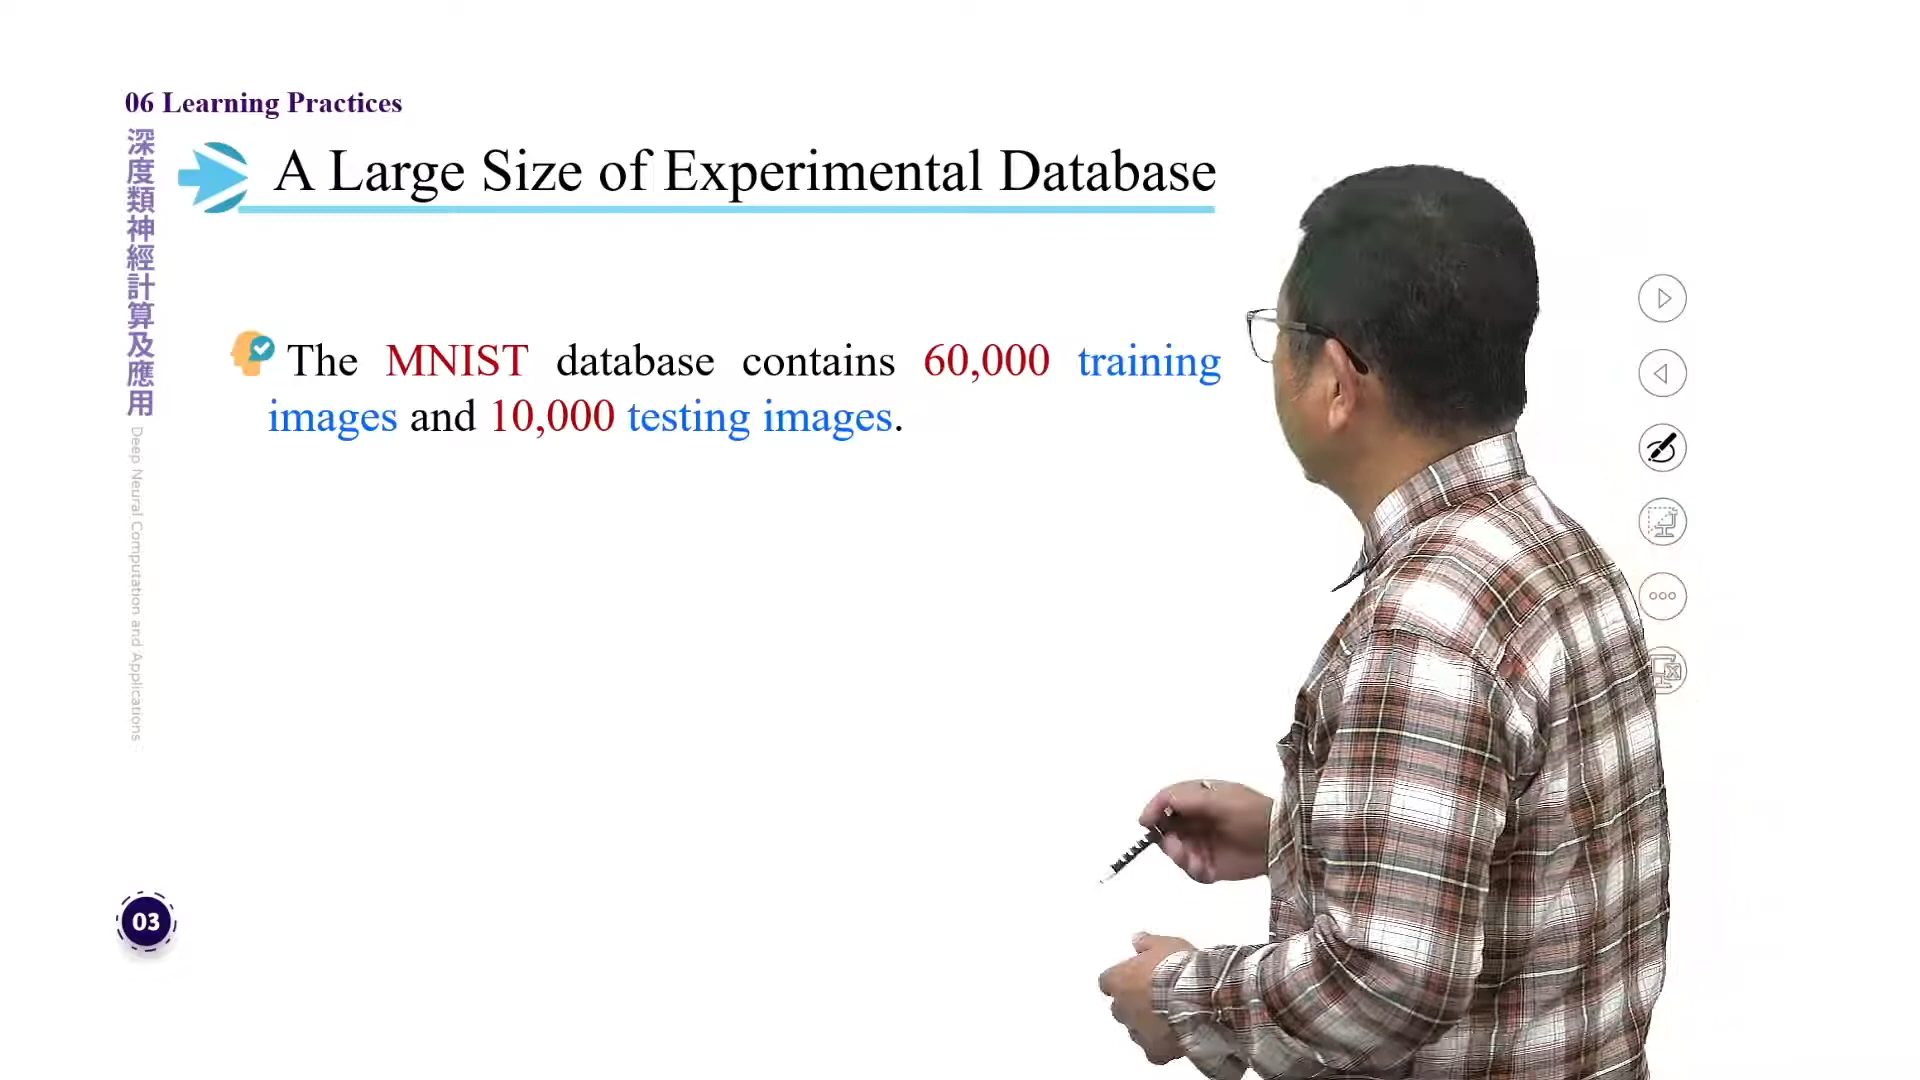 06 Learning Practices
深度類神經計算及應用
Deep Neural Computation and Applications
A Large Size of Experimental Database
The MNIST database contains 60,000 training
images and 10,000 testing images.
03